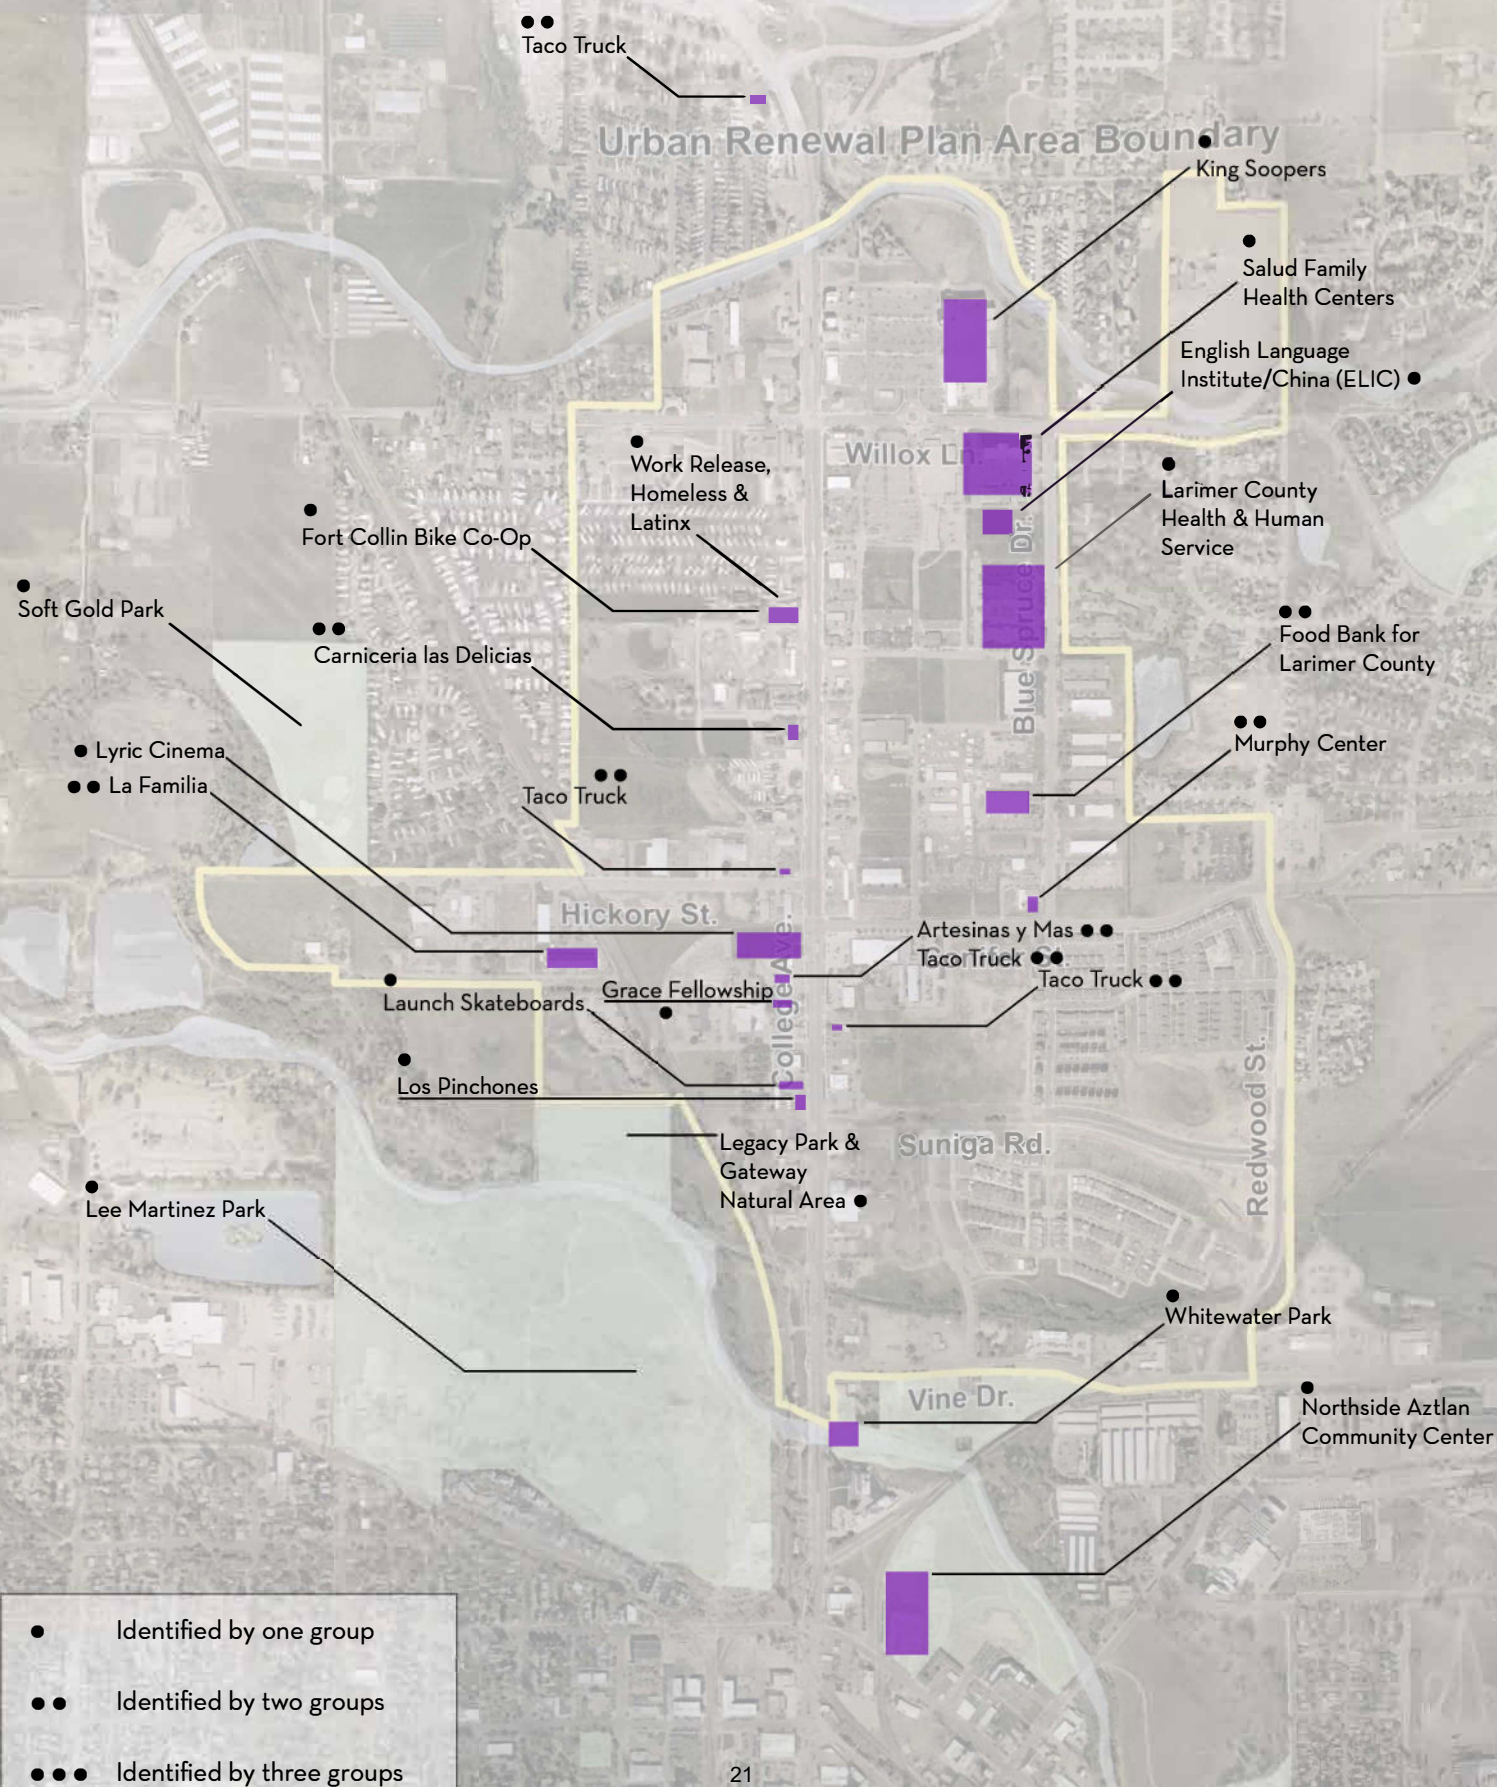 Taco Truck
Urban Renewal Plan Area Boundary
King Soopers
Salud Family
Health Centers
English Language
Institute/China (ELIC)
Willox Ln.
Work Release,
Homeless &
Latinx
Larimer County
Health & Human
Service
Fort Collin Bike Co-Op
Soft Gold Park
Carniceria las Delicias
Blue Spruce Dr.
Food Bank for
Larimer County
Murphy Center
Lyric Cinema
La Familia
Taco Truck
Hickory St.
College Ave.
Artesinas y Mas
Taco Truck
Taco Truck
Grace Fellowship
Launch Skateboards
Los Pinchones
Legacy Park &
Gateway
Natural Area
Suniga Rd.
Redwood St.
Lee Martinez Park
Whitewater Park
Vine Dr.
Northside Aztlan
Community Center
Identified by one group
Identified by two groups
Identified by three groups
21